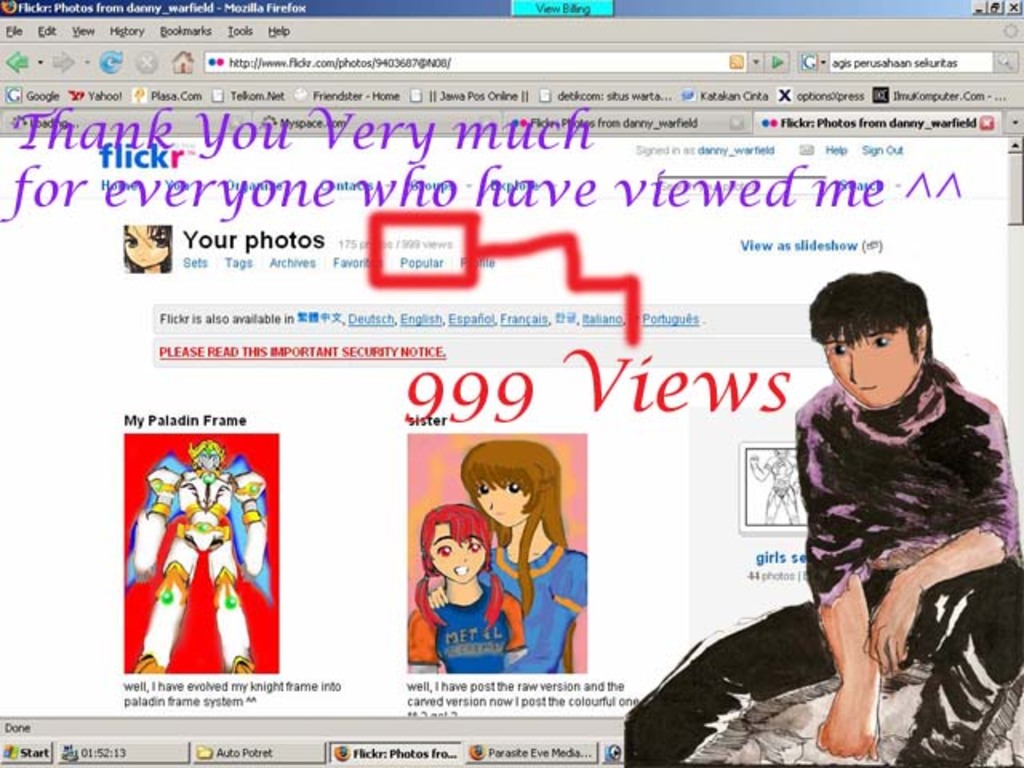 Flickr: Photos from danny_warfield - Mozilla Firefox
View Billing
File Edit View History Bookmarks Tools Help
http://www.flickr.com/photos/9403687@N08/
agis perusahaan sekuritas
Google Yahoo! Plasa.Com Telkom.Net Friendster - Home || Jawa Pos Online || detikcom: situs warta... Katakan Cinta optionsXpress IlmuKomputer.Com - ...
Loading... Myspace.com Flickr: Photos from danny_warfield Flickr: Photos from danny_warfield
Thank You Very much
flickr
Signed in as danny_warfield Help Sign Out
Home You Organize Contacts Groups Explore Search
for everyone who have viewed me ^^
Your photos 175 photos / 999 views
View as slideshow
Sets Tags Archives Favorites Popular Profile
Flickr is also available in 繁體中文, Deutsch, English, Español, Français, 한글, Italiano, Português .
PLEASE READ THIS IMPORTANT SECURITY NOTICE.
999 Views
My Paladin Frame
sister
METAL
girls se
44 photos |
well, I have evolved my knight frame into
paladin frame system ^^
well, I have post the raw version and the
carved version now I post the colourful one
Done
Start 01:52:13 Auto Potret Flickr: Photos fro... Parasite Eve Media...